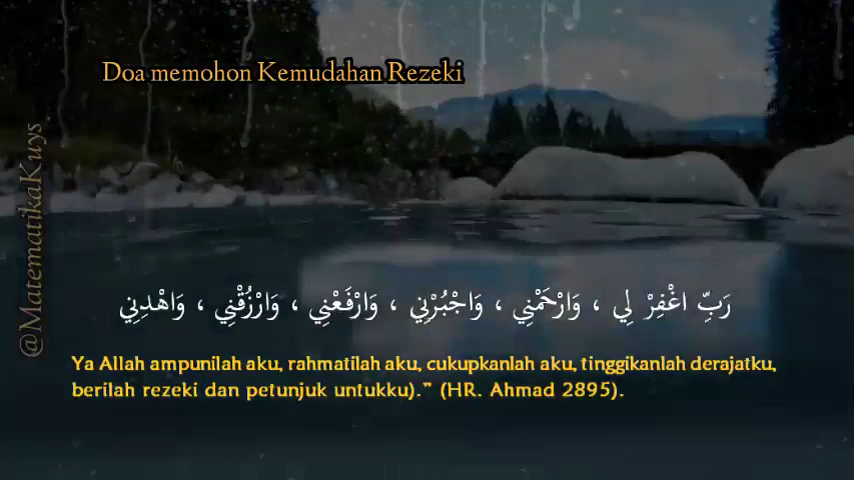 Doa memohon Kemudahan Rezeki
@MatematikaKuys
رَبِّ اغْفِرْ لِي ، وَارْحَمْنِي ، وَاجْبُرْنِي ، وَارْفَعْنِي ، وَارْزُقْنِي ، وَاهْدِنِي
Ya Allah ampunilah aku, rahmatilah aku, cukupkanlah aku, tinggikanlah derajatku,
berilah rezeki dan petunjuk untukku).” (HR. Ahmad 2895).